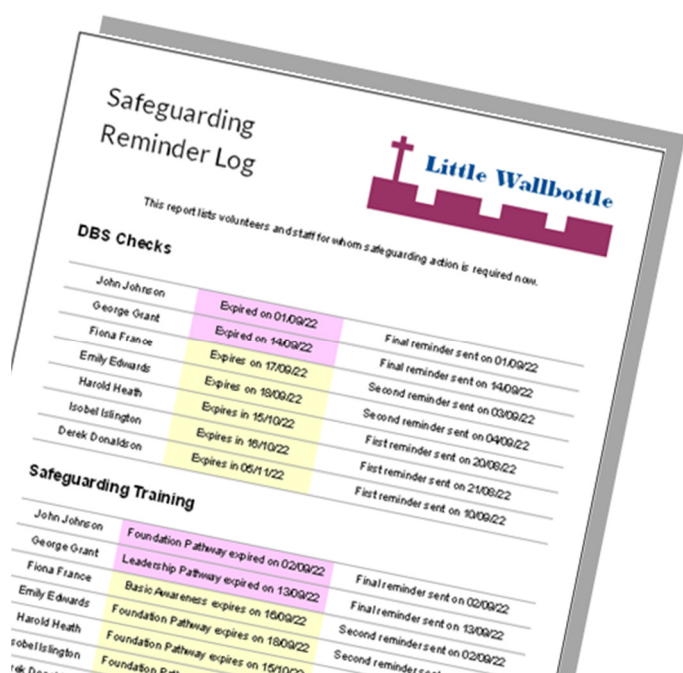 Safeguarding
Reminder Log
Little Wallbottle
This report lists volunteers and staff for whom safeguarding action is required now.
DBS Checks
John Johnson Expired on 01/09/22 Final reminder sent on 01/09/22
George Grant Expired on 14/09/22 Final reminder sent on 14/09/22
Fiona France Expires on 17/09/22 Second reminder sent on 03/09/22
Emily Edwards Expires on 18/09/22 Second reminder sent on 04/09/22
Harold Heath Expires in 15/10/22 First reminder sent on 20/08/22
Isobel Islington Expires in 16/10/22 First reminder sent on 21/08/22
Derek Donaldson Expires in 05/11/22 First reminder sent on 10/09/22
Safeguarding Training
John Johnson Foundation Pathway expired on 02/09/22 Final reminder sent on 02/09/22
George Grant Leadership Pathway expired on 13/09/22 Final reminder sent on 13/09/22
Fiona France Basic Awareness expires on 16/09/22 Second reminder sent on 02/09/22
Emily Edwards Foundation Pathway expires on 18/09/22 Second reminder
Harold Heath Foundation Pathway expires on 15/10/22
Islington Foundation